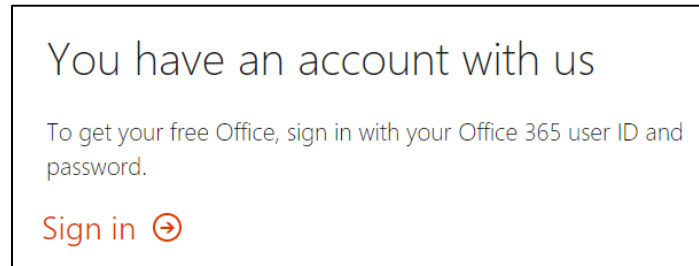 You have an account with us
To get your free Office, sign in with your Office 365 user ID and
password.
Sign in